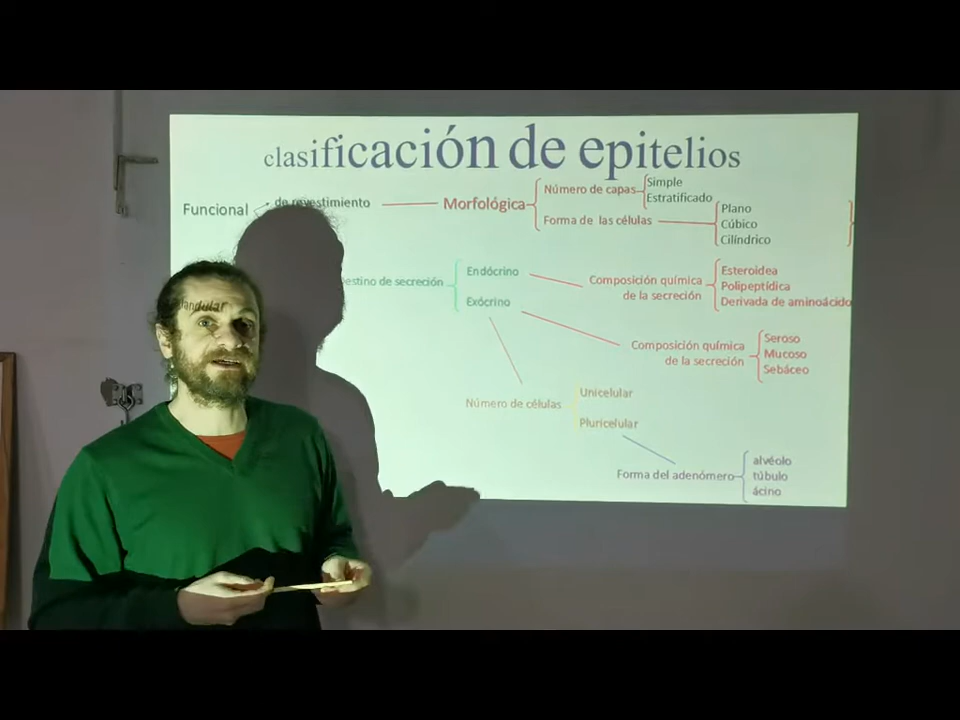 clasificación de epitelios
Funcional
de revestimiento
Morfológica
Número de capas
Simple
Estratificado
Forma de las células
Plano
Cúbico
Cilíndrico
destino de secreción
Endócrino
Exócrino
Composición química
de la secreción
Esteroidea
Polipeptídica
Derivada de aminoácido
glandular
Composición química
de la secreción
Seroso
Mucoso
Sebáceo
Número de células
Unicelular
Pluricelular
Forma del adenómero
alvéolo
túbulo
ácino